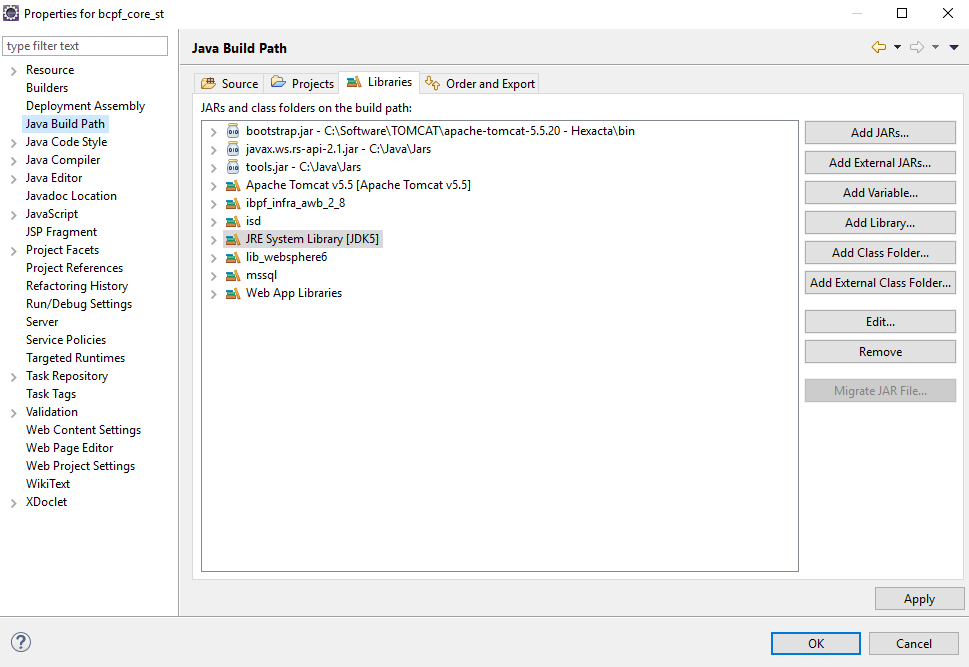 Properties for bcpf_core_st
type filter text
Resource
Builders
Deployment Assembly
Java Build Path
Java Code Style
Java Compiler
Java Editor
Javadoc Location
JavaScript
JSP Fragment
Project Facets
Project References
Refactoring History
Run/Debug Settings
Server
Service Policies
Targeted Runtimes
Task Repository
Task Tags
Validation
Web Content Settings
Web Page Editor
Web Project Settings
WikiText
XDoclet
Java Build Path
Source Projects Libraries Order and Export
JARs and class folders on the build path:
bootstrap.jar - C:\Software\TOMCAT\apache-tomcat-5.5.20 - Hexacta\bin
javax.ws.rs-api-2.1.jar - C:\Java\Jars
tools.jar - C:\Java\Jars
Apache Tomcat v5.5 [Apache Tomcat v5.5]
ibpf_infra_awb_2_8
isd
JRE System Library [JDK5]
lib_websphere6
mssql
Web App Libraries
Add JARs...
Add External JARs...
Add Variable...
Add Library...
Add Class Folder...
Add External Class Folder...
Edit...
Remove
Migrate JAR File...
Apply
?
OK
Cancel